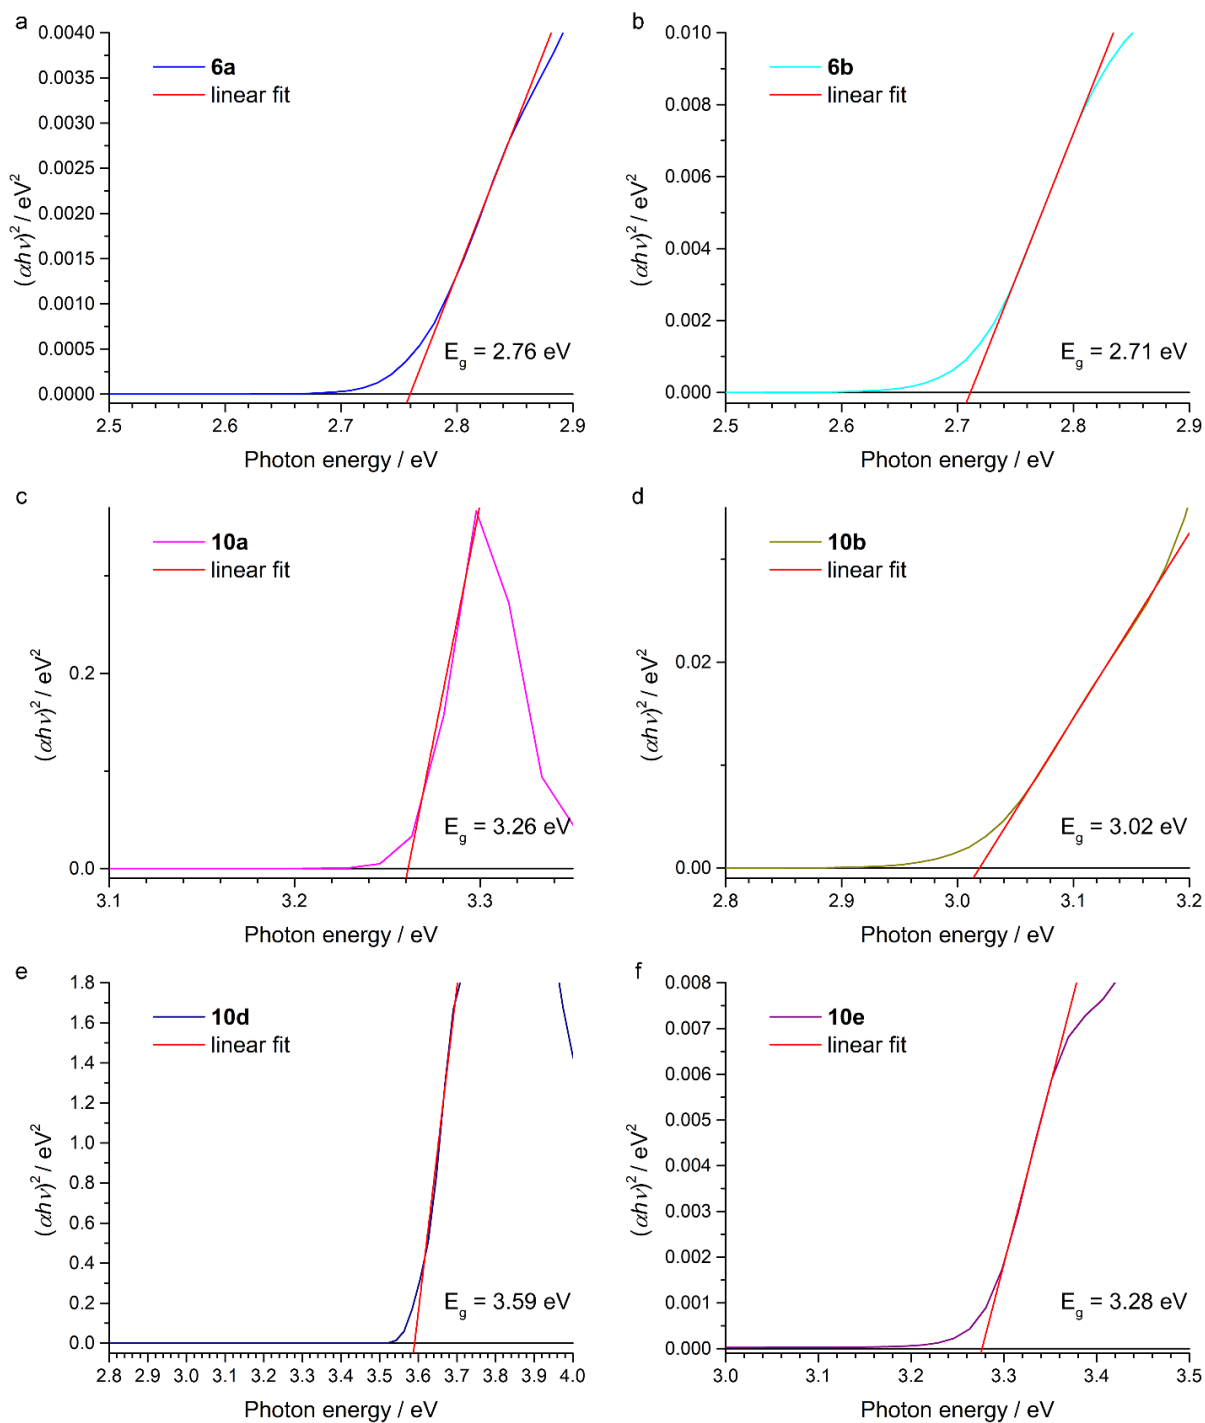 a
0.0040
0.0035
0.0030
0.0025
0.0020
0.0015
0.0010
0.0005
0.0000
(αhν)² / eV²
6a
linear fit
E_g = 2.76 eV
2.5 2.6 2.7 2.8 2.9
Photon energy / eV
b
0.010
0.008
0.006
0.004
0.002
0.000
(αhν)² / eV²
6b
linear fit
E_g = 2.71 eV
2.5 2.6 2.7 2.8 2.9
Photon energy / eV
c
0.2
0.0
(αhν)² / eV²
10a
linear fit
E_g = 3.26 eV
3.1 3.2 3.3
Photon energy / eV
d
0.02
0.00
(αhν)² / eV²
10b
linear fit
E_g = 3.02 eV
2.8 2.9 3.0 3.1 3.2
Photon energy / eV
e
1.8
1.6
1.4
1.2
1.0
0.8
0.6
0.4
0.2
0.0
(αhν)² / eV²
10d
linear fit
E_g = 3.59 eV
2.8 2.9 3.0 3.1 3.2 3.3 3.4 3.5 3.6 3.7 3.8 3.9 4.0
Photon energy / eV
f
0.008
0.007
0.006
0.005
0.004
0.003
0.002
0.001
0.000
(αhν)² / eV²
10e
linear fit
E_g = 3.28 eV
3.0 3.1 3.2 3.3 3.4 3.5
Photon energy / eV